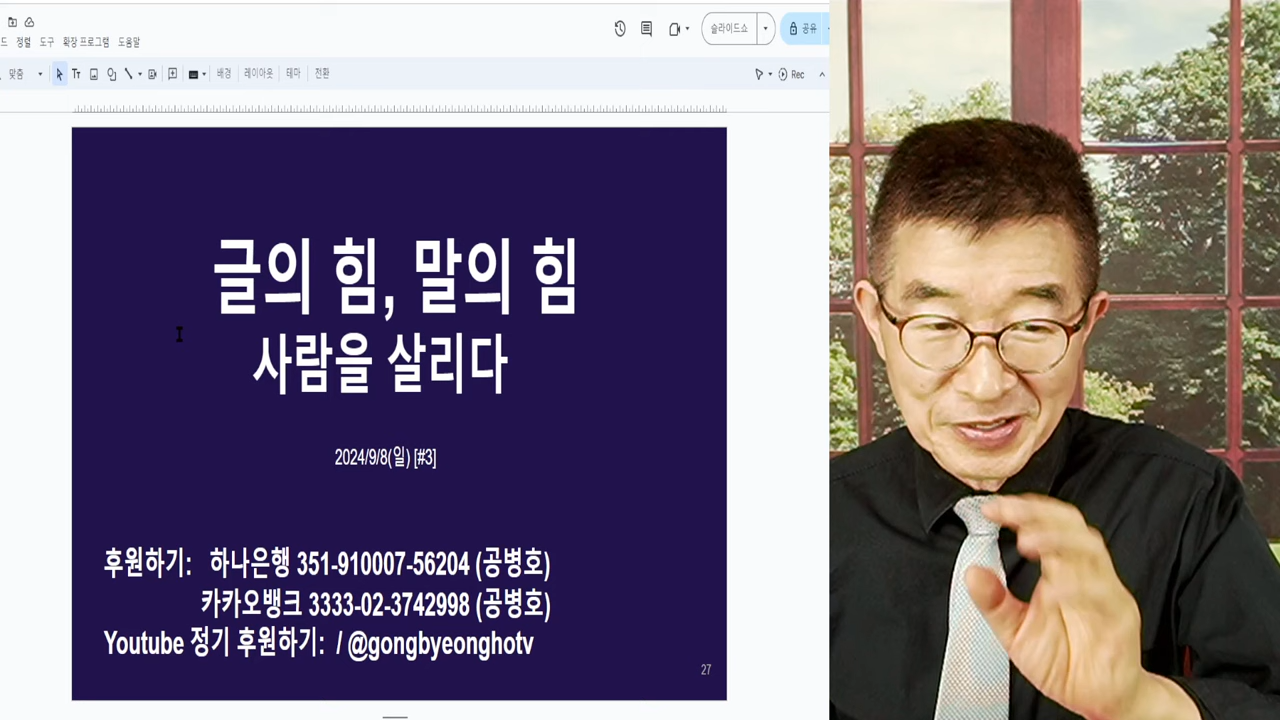 정렬 도구 확장 프로그램 도움말
슬라이드쇼
공유
맞춤
Tт
배경 레이아웃 테마 전환
Rec
글의 힘, 말의 힘
사람을 살리다
2024/9/8(일) [#3]
후원하기: 하나은행 351-910007-56204 (공병호)
카카오뱅크 3333-02-3742998 (공병호)
Youtube 정기 후원하기: / @gongbyeonghotv
27